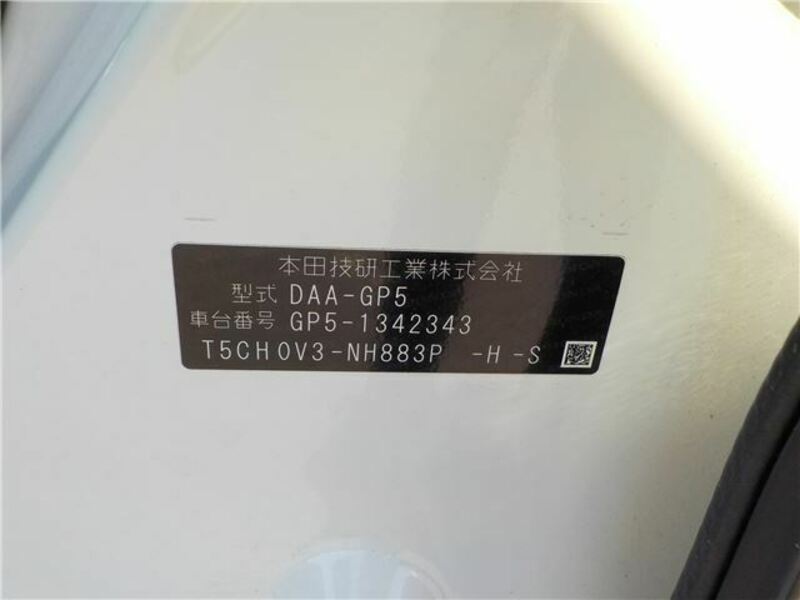 本田技研工業株式会社
型式 DAA-GP5
車台番号 GP5-1342343
T5CH0V3-NH883P -H -S